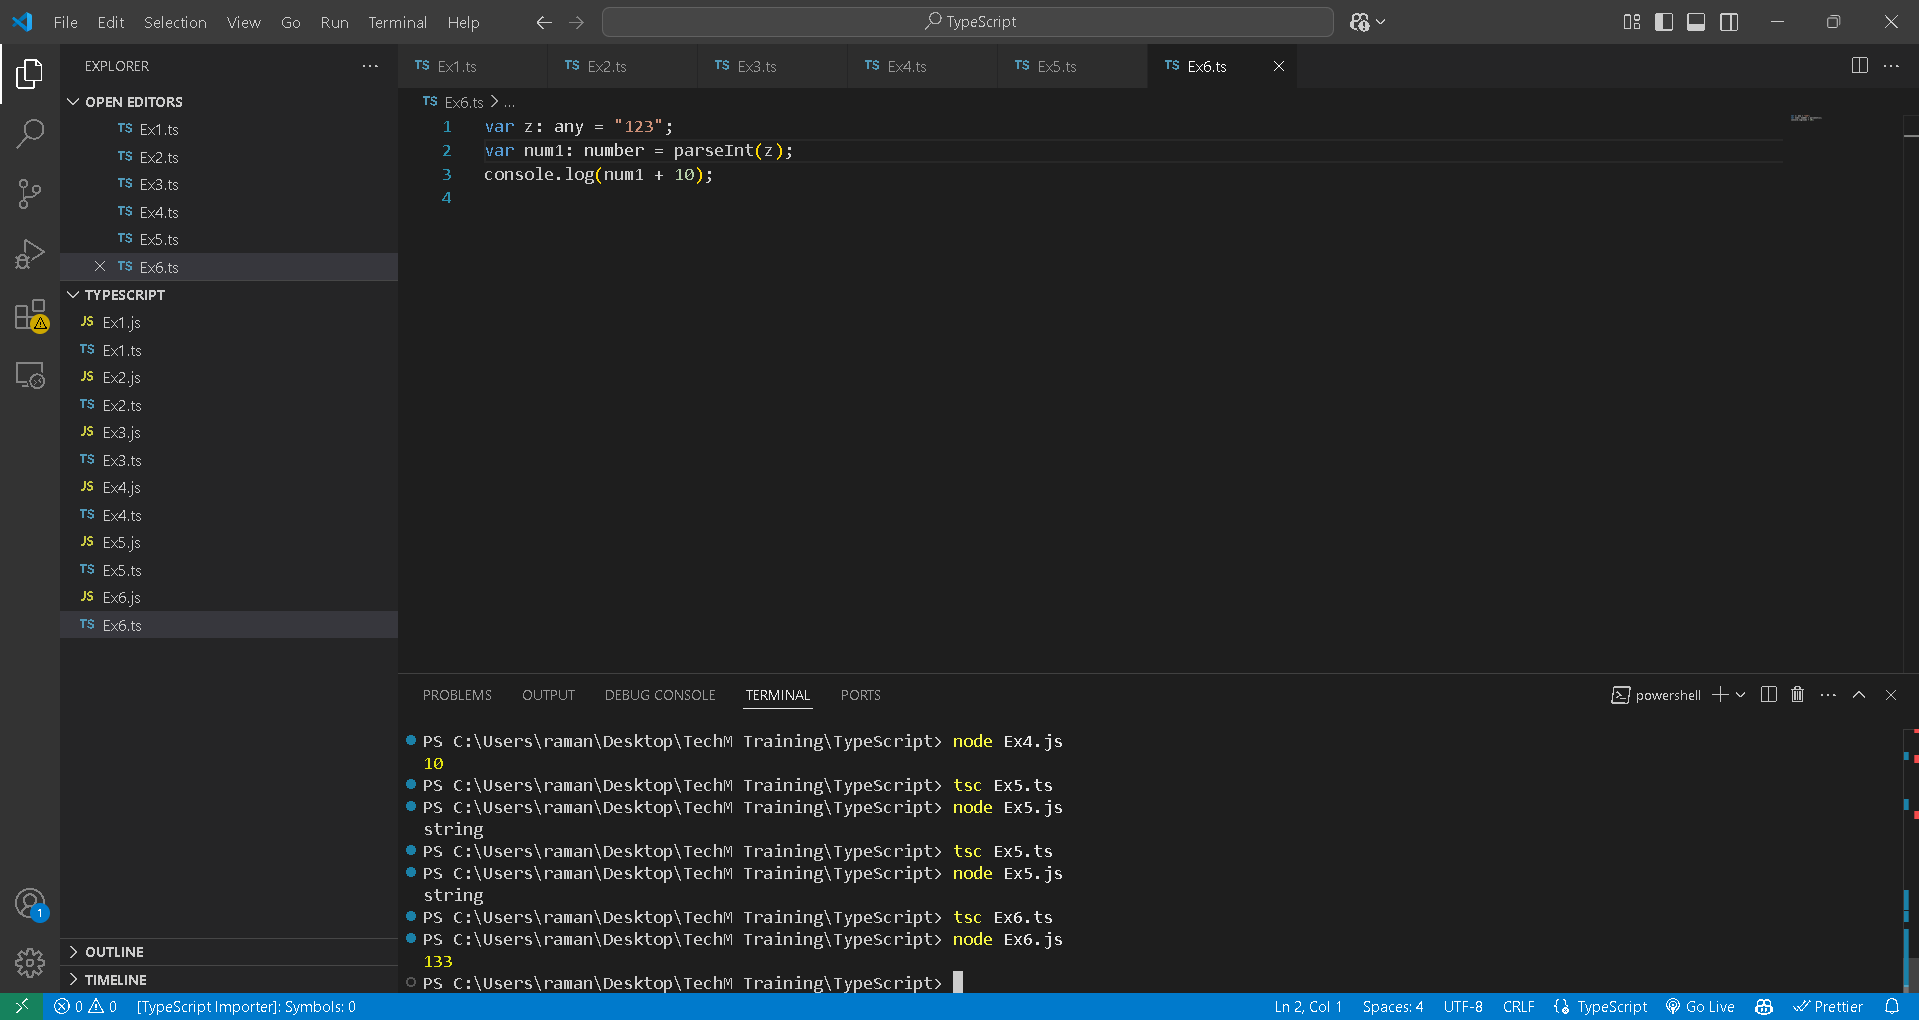 File Edit Selection View Go Run Terminal Help
TypeScript
EXPLORER
OPEN EDITORS
TS Ex1.ts
TS Ex2.ts
TS Ex3.ts
TS Ex4.ts
TS Ex5.ts
TS Ex6.ts
TYPESCRIPT
JS Ex1.js
TS Ex1.ts
JS Ex2.js
TS Ex2.ts
JS Ex3.js
TS Ex3.ts
JS Ex4.js
TS Ex4.ts
JS Ex5.js
TS Ex5.ts
JS Ex6.js
TS Ex6.ts
OUTLINE
TIMELINE
1
TS Ex1.ts TS Ex2.ts TS Ex3.ts TS Ex4.ts TS Ex5.ts TS Ex6.ts
TS Ex6.ts > ...
1 var z: any = "123";
2 var num1: number = parseInt(z);
3 console.log(num1 + 10);
4
PROBLEMS OUTPUT DEBUG CONSOLE TERMINAL PORTS
powershell
PS C:\Users\raman\Desktop\TechM Training\TypeScript> node Ex4.js
10
PS C:\Users\raman\Desktop\TechM Training\TypeScript> tsc Ex5.ts
PS C:\Users\raman\Desktop\TechM Training\TypeScript> node Ex5.js
string
PS C:\Users\raman\Desktop\TechM Training\TypeScript> tsc Ex5.ts
PS C:\Users\raman\Desktop\TechM Training\TypeScript> node Ex5.js
string
PS C:\Users\raman\Desktop\TechM Training\TypeScript> tsc Ex6.ts
PS C:\Users\raman\Desktop\TechM Training\TypeScript> node Ex6.js
133
PS C:\Users\raman\Desktop\TechM Training\TypeScript>
0 0 [TypeScript Importer]: Symbols: 0 Ln 2, Col 1 Spaces: 4 UTF-8 CRLF TypeScript Go Live Prettier